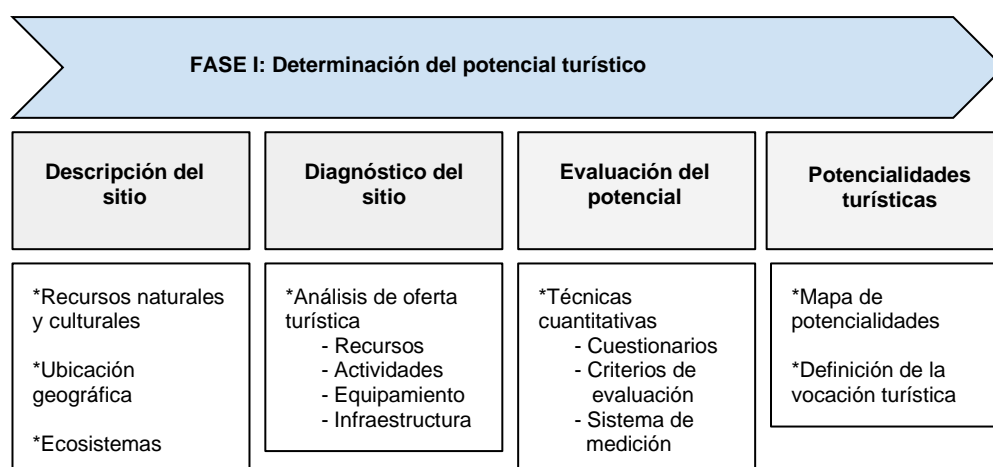 FASE I: Determinación del potencial turístico
Descripción del
sitio
Diagnóstico del
sitio
Evaluación del
potencial
Potencialidades
turísticas
*Recursos naturales
y culturales
*Ubicación
geográfica
*Ecosistemas
*Análisis de oferta
turística
- Recursos
- Actividades
- Equipamiento
- Infraestructura
*Técnicas
cuantitativas
- Cuestionarios
- Criterios de
evaluación
- Sistema de
medición
*Mapa de
potencialidades
*Definición de la
vocación turística